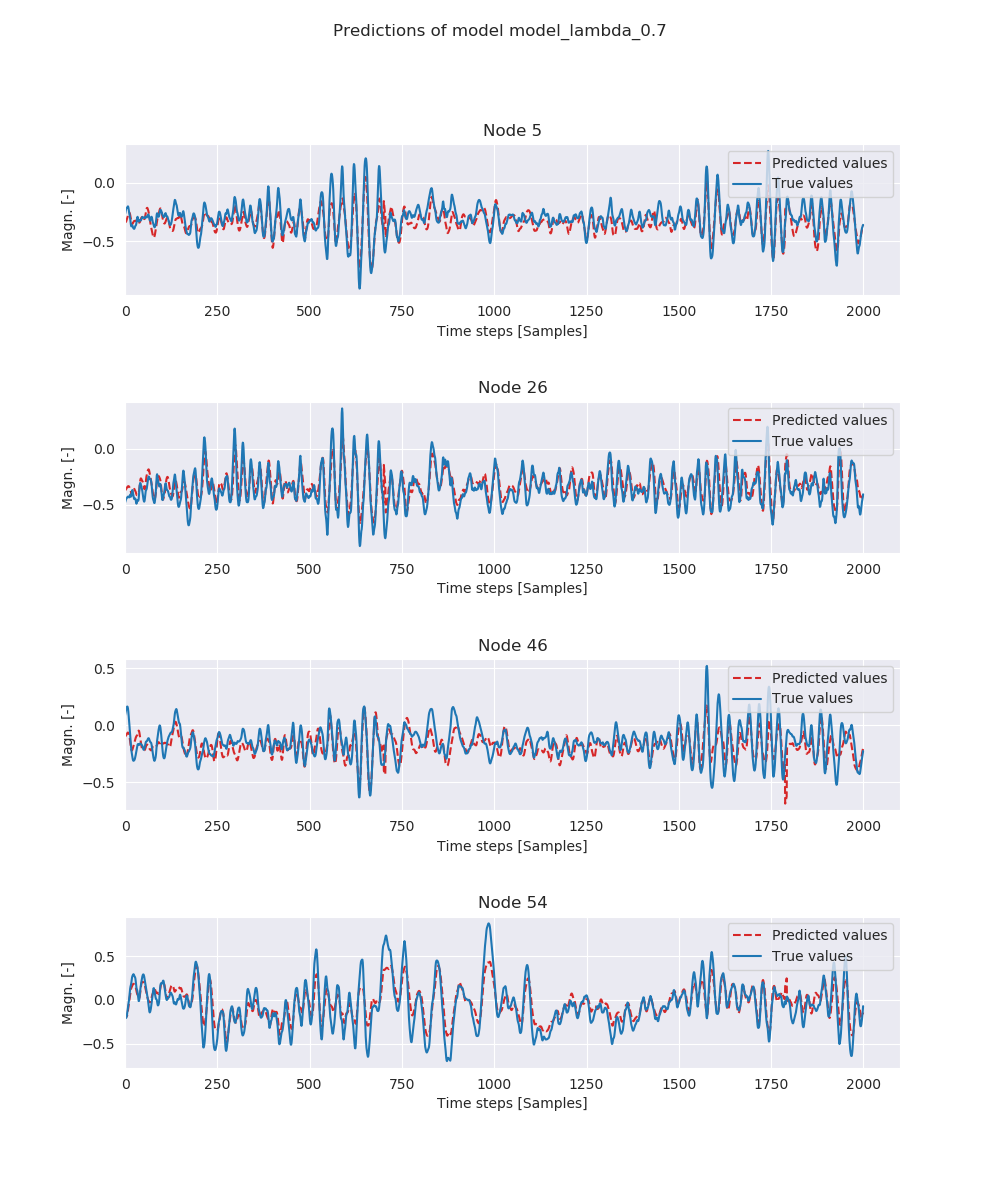 Predictions of model model_lambda_0.7
Node 5
Magn. [-]
0.0
−0.5
Predicted values
True values
0 250 500 750 1000 1250 1500 1750 2000
Time steps [Samples]
Node 26
Magn. [-]
0.0
−0.5
Predicted values
True values
0 250 500 750 1000 1250 1500 1750 2000
Time steps [Samples]
Node 46
Magn. [-]
0.5
0.0
−0.5
Predicted values
True values
0 250 500 750 1000 1250 1500 1750 2000
Time steps [Samples]
Node 54
Magn. [-]
0.5
0.0
−0.5
Predicted values
True values
0 250 500 750 1000 1250 1500 1750 2000
Time steps [Samples]